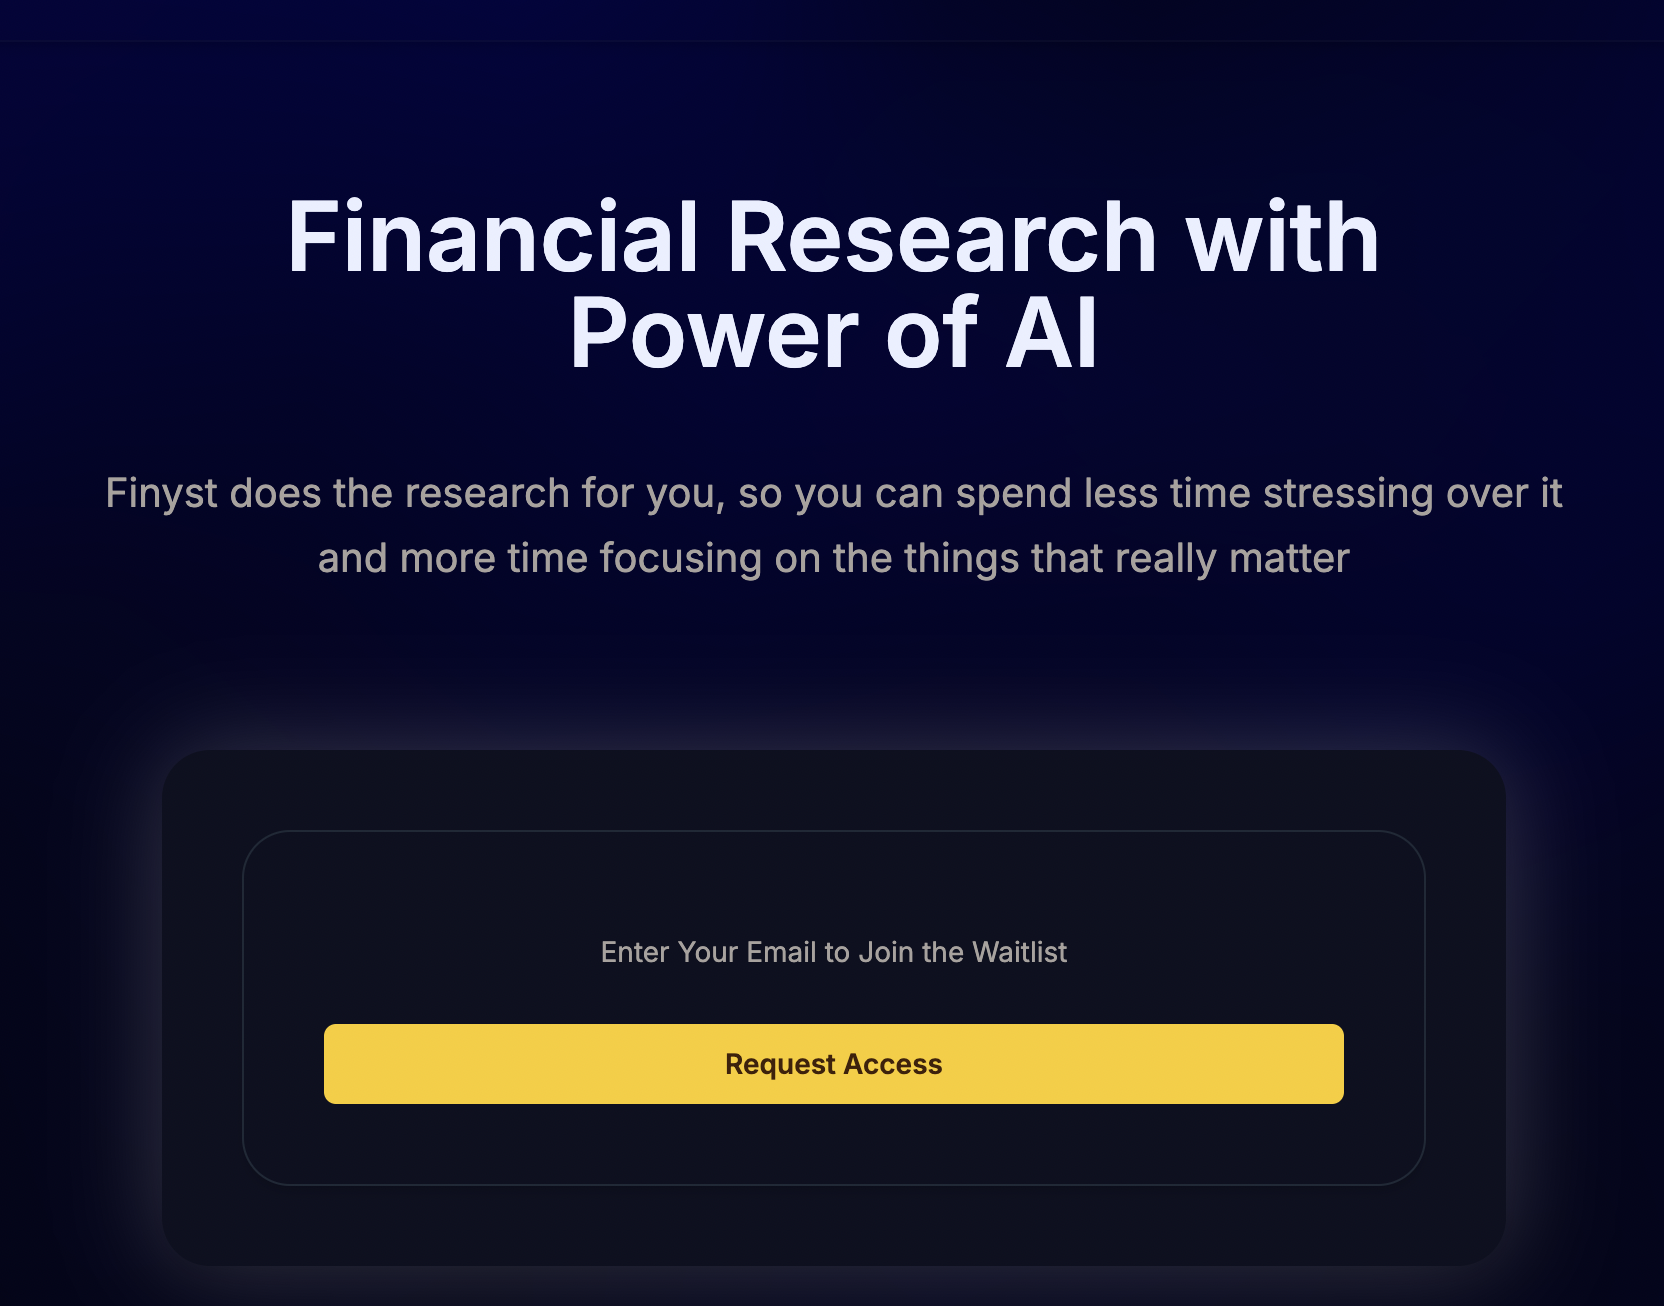 Financial Research with
Power of AI
Finyst does the research for you, so you can spend less time stressing over it
and more time focusing on the things that really matter
Enter Your Email to Join the Waitlist
Request Access